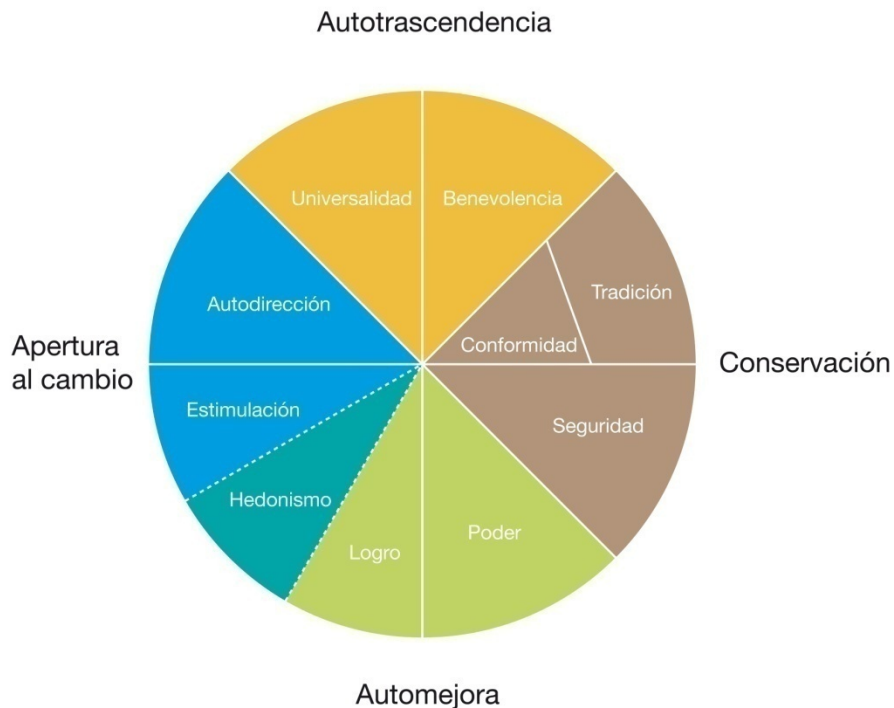 Autotrascendencia
Universalidad
Benevolencia
Autodirección
Tradición
Conformidad
Apertura
al cambio
Conservación
Estimulación
Seguridad
Hedonismo
Logro
Poder
Automejora